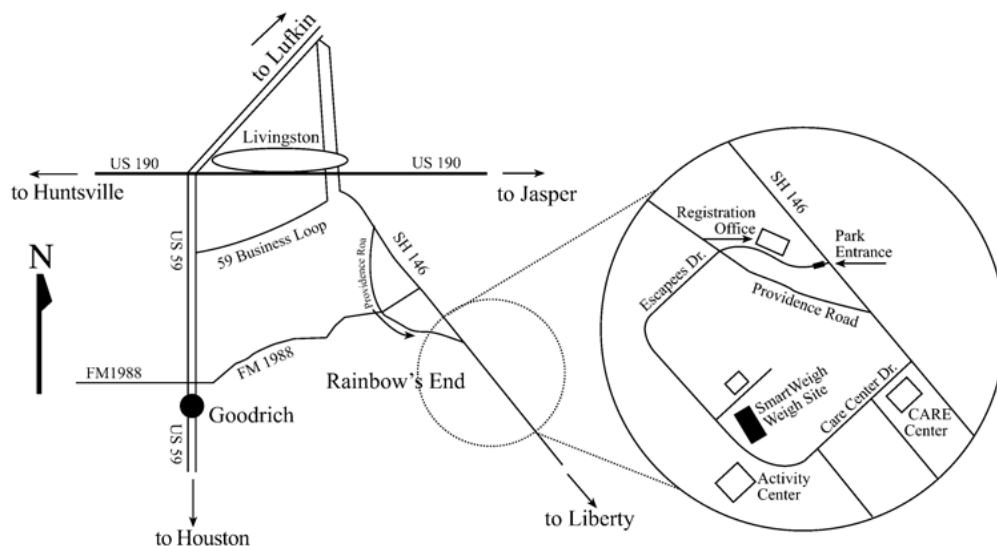 to Lufkin
Livingston
US 190
US 190
to Huntsville
to Jasper
US 59
59 Business Loop
N
Providence Roa
SH 146
FM1988
FM 1988
Rainbow's End
Goodrich
US 59
to Houston
to Liberty
SH 146
Registration
Office
Park
Entrance
Escapees Dr.
Providence Road
SmartWeigh
Weigh Site
Care Center Dr.
CARE
Center
Activity
Center